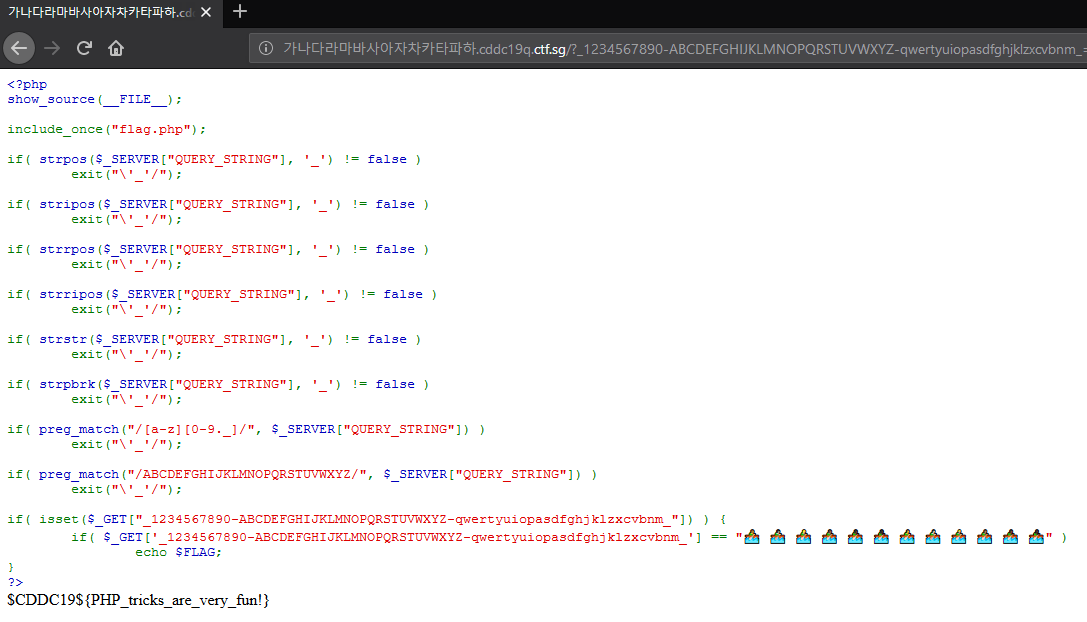 가나다라마바사아자차카타파하.cd
가나다라마바사아자차카타파하.cddc19q.ctf.sg/?_1234567890-ABCDEFGHIJKLMNOPQRSTUVWXYZ-qwertyuiopasdfghjklzxcvbnm_=
<?php
show_source(__FILE__);
include_once("flag.php");
if( strpos($_SERVER["QUERY_STRING"], '_') != false )
exit("\'_'/");
if( stripos($_SERVER["QUERY_STRING"], '_') != false )
exit("\'_'/");
if( strrpos($_SERVER["QUERY_STRING"], '_') != false )
exit("\'_'/");
if( strripos($_SERVER["QUERY_STRING"], '_') != false )
exit("\'_'/");
if( strstr($_SERVER["QUERY_STRING"], '_') != false )
exit("\'_'/");
if( strpbrk($_SERVER["QUERY_STRING"], '_') != false )
exit("\'_'/");
if( preg_match("/[a-z][0-9._]/", $_SERVER["QUERY_STRING"]) )
exit("\'_'/");
if( preg_match("/ABCDEFGHIJKLMNOPQRSTUVWXYZ/", $_SERVER["QUERY_STRING"]) )
exit("\'_'/");
if( isset($_GET["_1234567890-ABCDEFGHIJKLMNOPQRSTUVWXYZ-qwertyuiopasdfghjklzxcvbnm_"]) ) {
if( $_GET['_1234567890-ABCDEFGHIJKLMNOPQRSTUVWXYZ-qwertyuiopasdfghjklzxcvbnm_'] == "" )
echo $FLAG;
}
?>
$CDDC19${PHP_tricks_are_very_fun!}